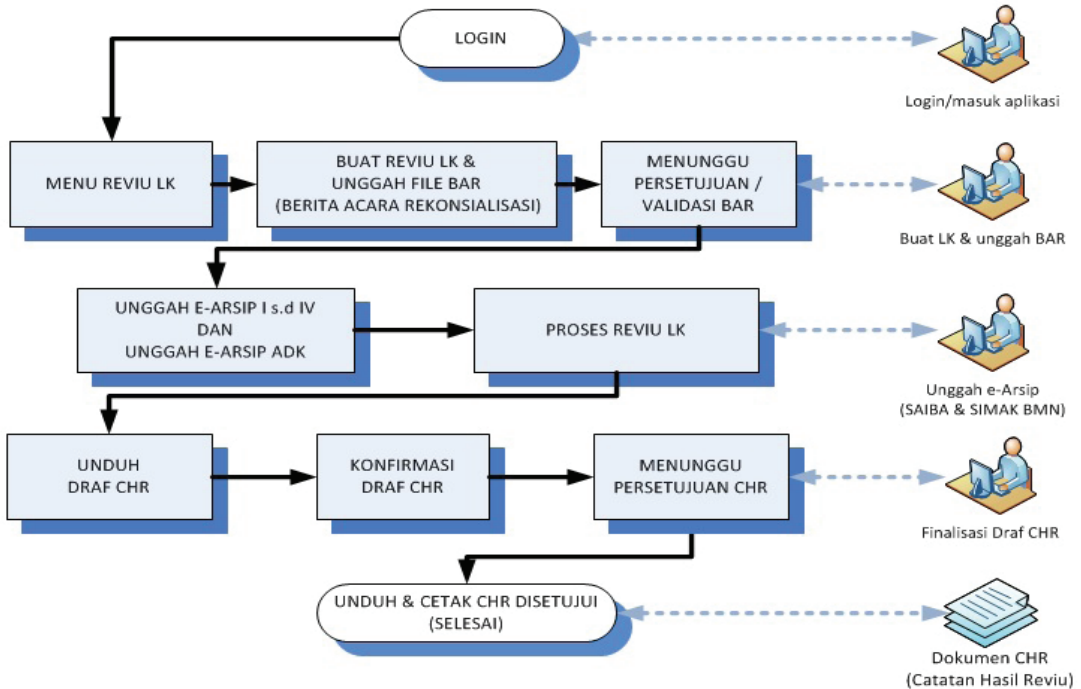 LOGIN
Login/masuk aplikasi
MENU REVIU LK
BUAT REVIU LK &
UNGGAH FILE BAR
(BERITA ACARA REKONSIALISASI)
MENUNGGU
PERSETUJUAN /
VALIDASI BAR
Buat LK & unggah BAR
UNGGAH E-ARSIP I s.d IV
DAN
UNGGAH E-ARSIP ADK
PROSES REVIU LK
Unggah e-Arsip
(SAIBA & SIMAK BMN)
UNDUH
DRAF CHR
KONFIRMASI
DRAF CHR
MENUNGGU
PERSETUJUAN CHR
Finalisasi Draf CHR
UNDUH & CETAK CHR DISETUJUI
(SELESAI)
Dokumen CHR
(Catatan Hasil Reviu)